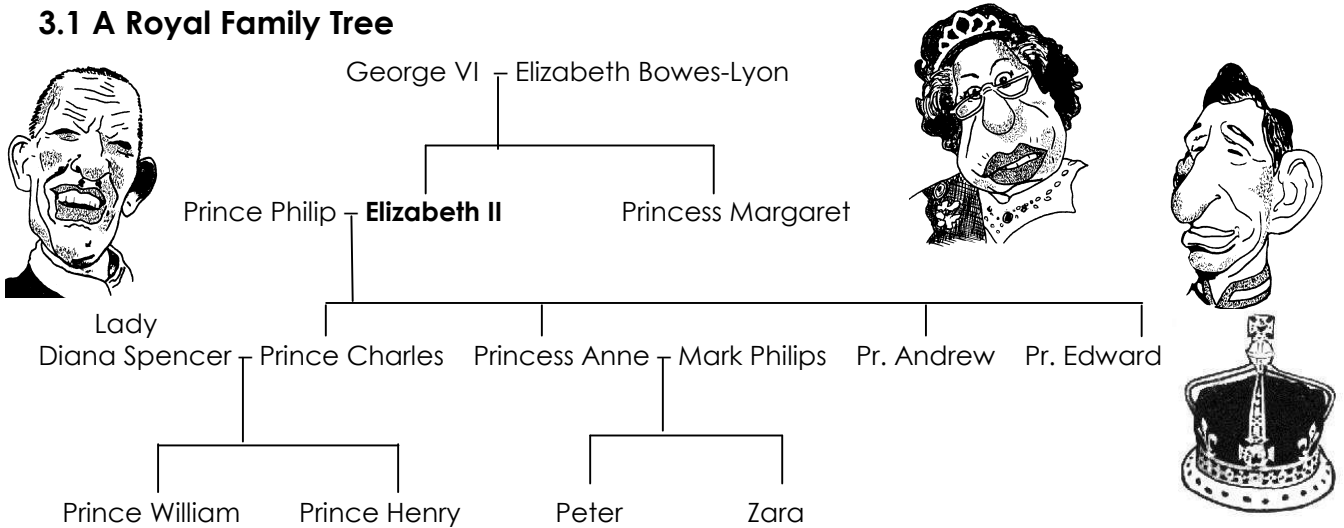 3.1 A Royal Family Tree
George VI – Elizabeth Bowes-Lyon
Prince Philip – Elizabeth II Princess Margaret
Lady
Diana Spencer – Prince Charles Princess Anne – Mark Philips Pr. Andrew Pr. Edward
Prince William Prince Henry Peter Zara